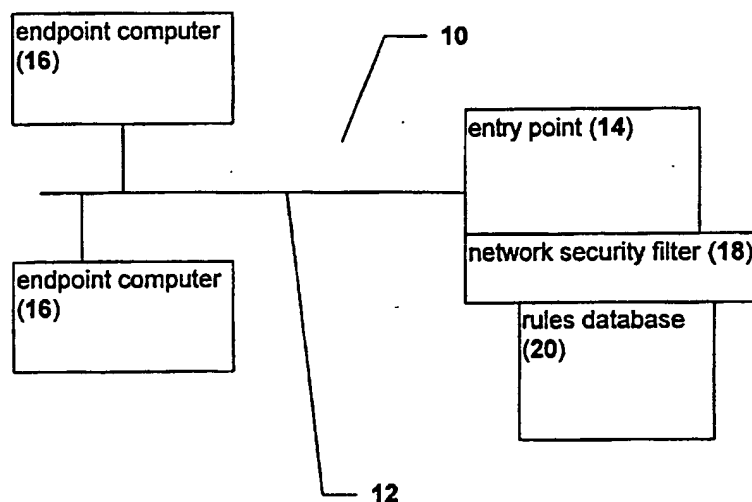 endpoint computer
(16)
10
entry point (14)
network security filter (18)
endpoint computer
(16)
rules database
(20)
12